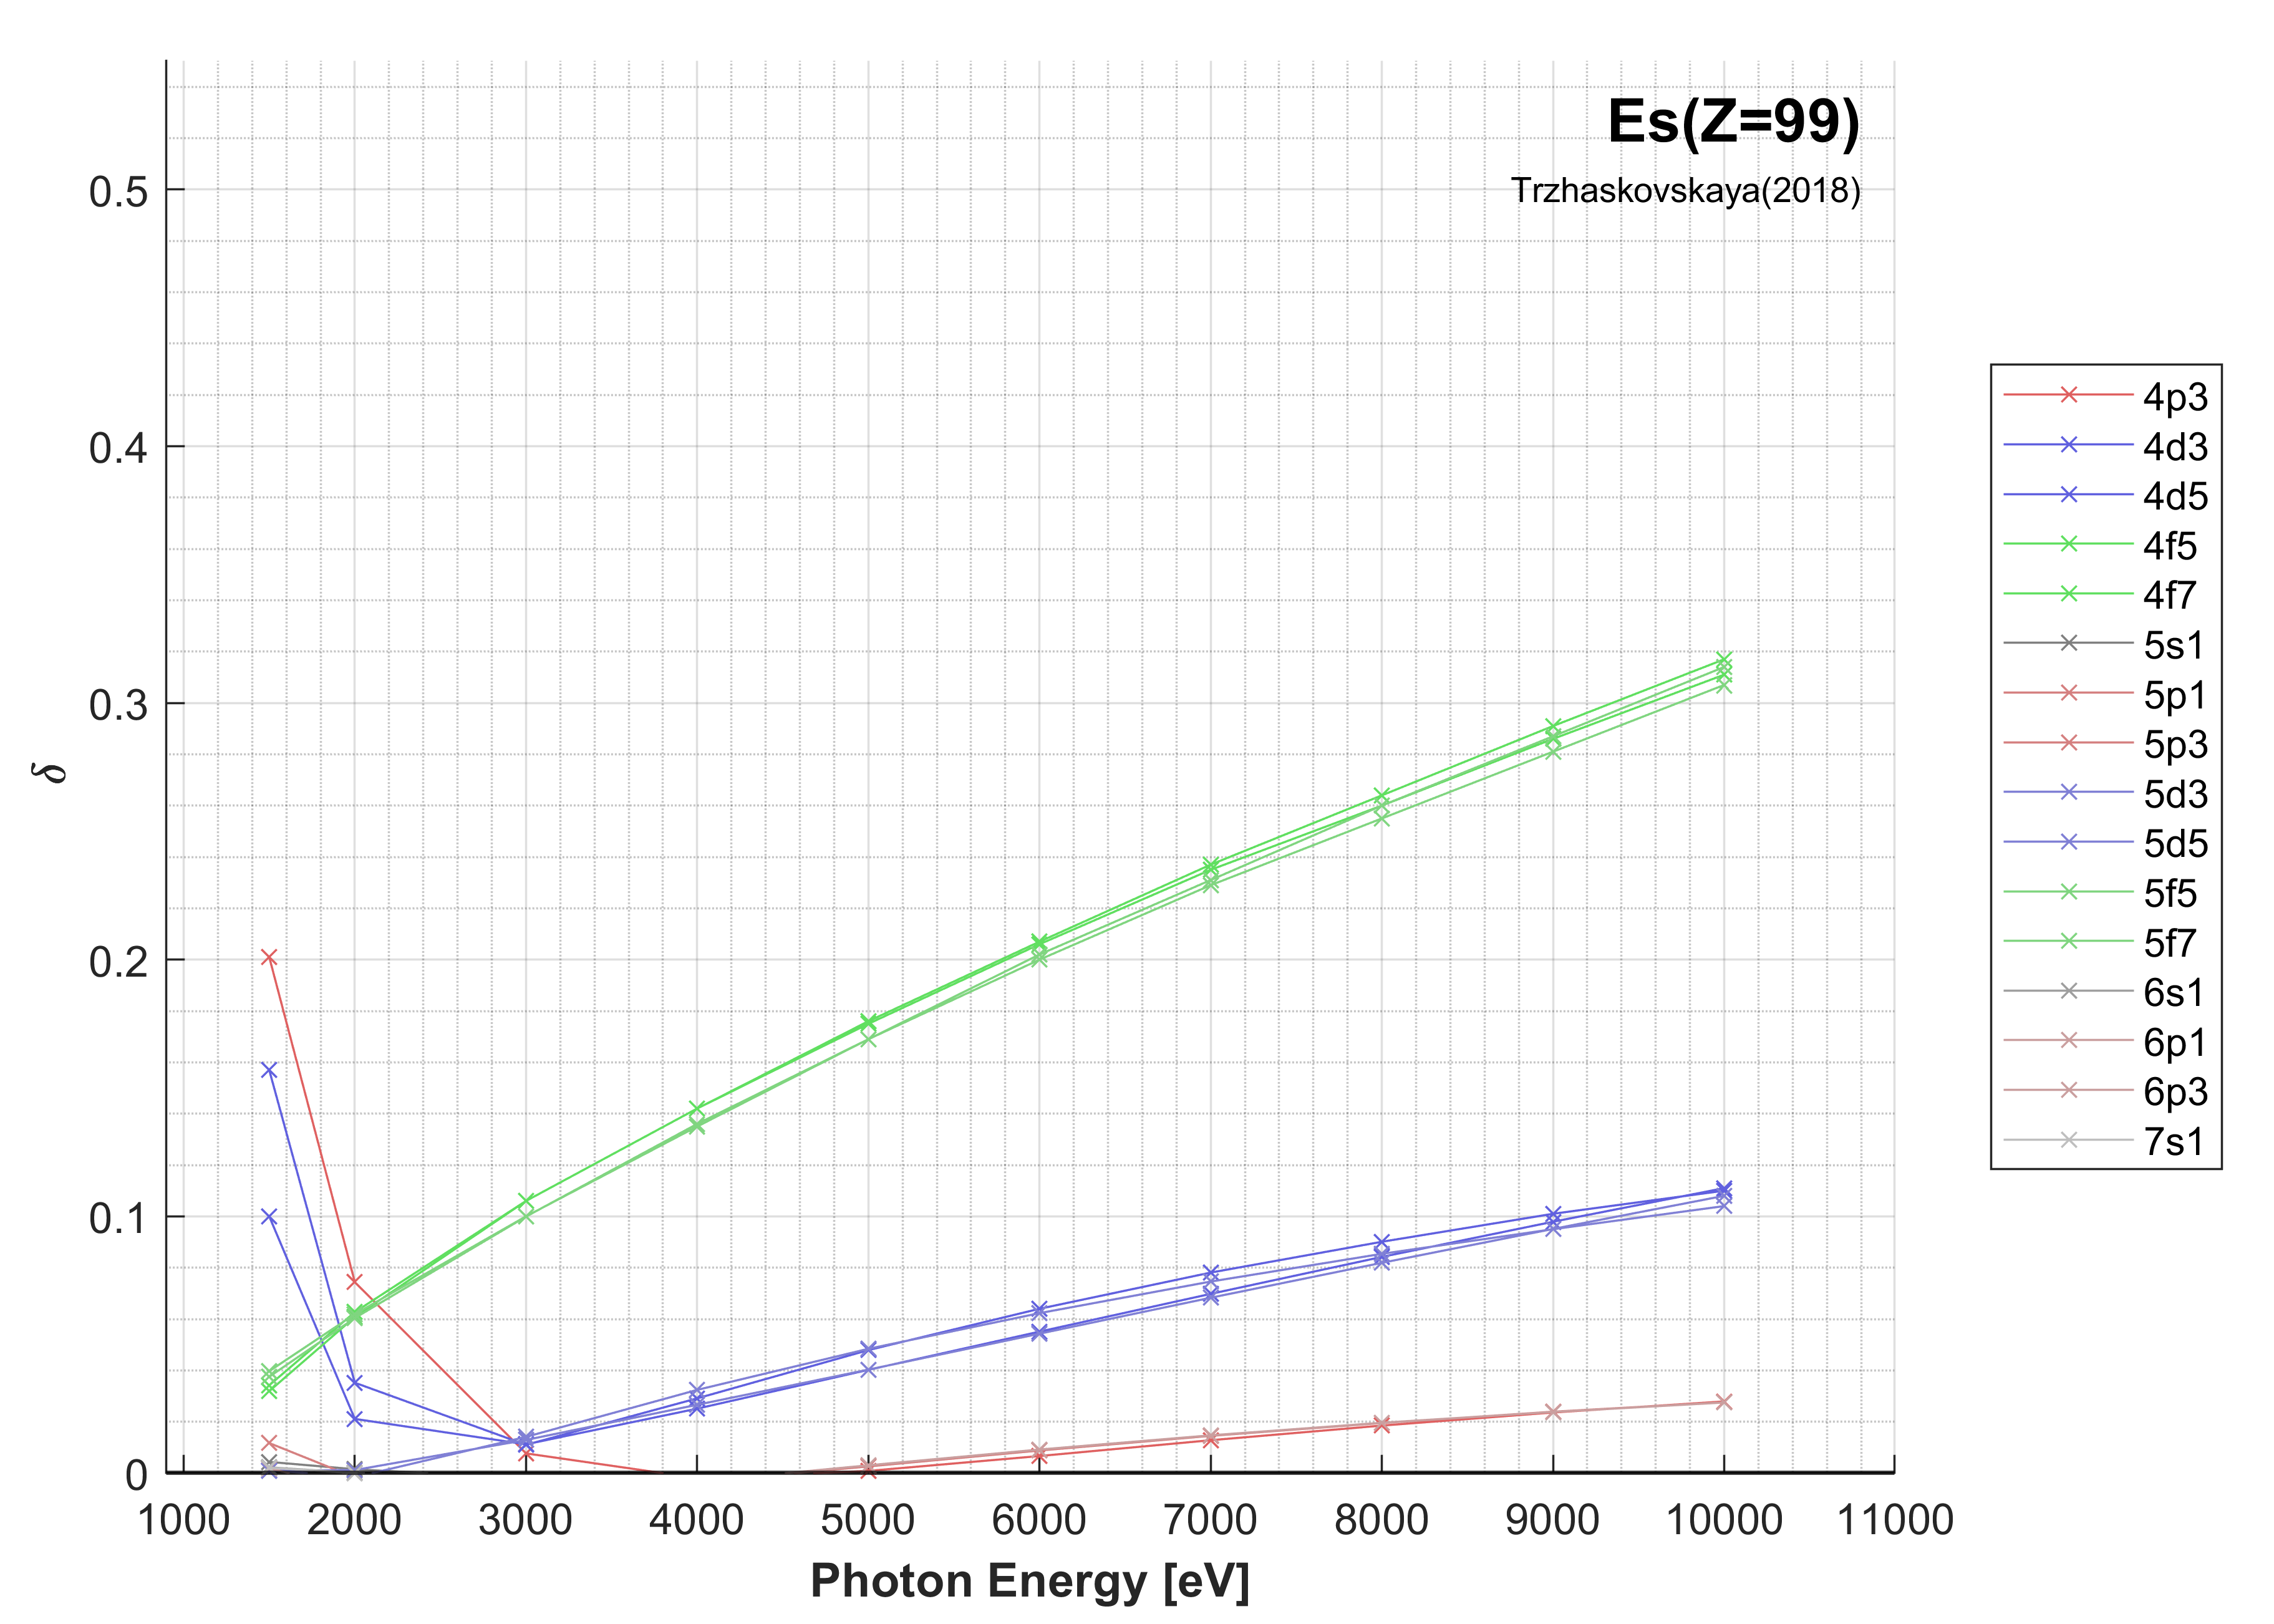 Es(Z=99)
Trzhaskovskaya(2018)
0.5
0.4
0.3
0.2
0.1
0
δ
1000 2000 3000 4000 5000 6000 7000 8000 9000 10000 11000
Photon Energy [eV]
4p3
4d3
4d5
4f5
4f7
5s1
5p1
5p3
5d3
5d5
5f5
5f7
6s1
6p1
6p3
7s1